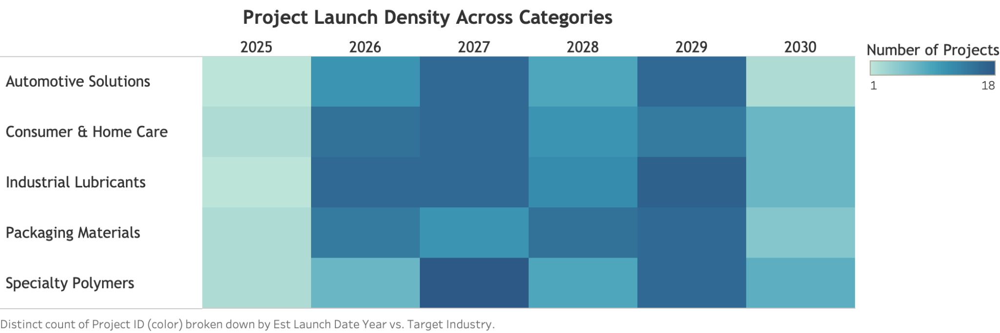 Project Launch Density Across Categories
2025 2026 2027 2028 2029 2030
Number of Projects
1 18
Automotive Solutions
Consumer & Home Care
Industrial Lubricants
Packaging Materials
Specialty Polymers
Distinct count of Project ID (color) broken down by Est Launch Date Year vs. Target Industry.